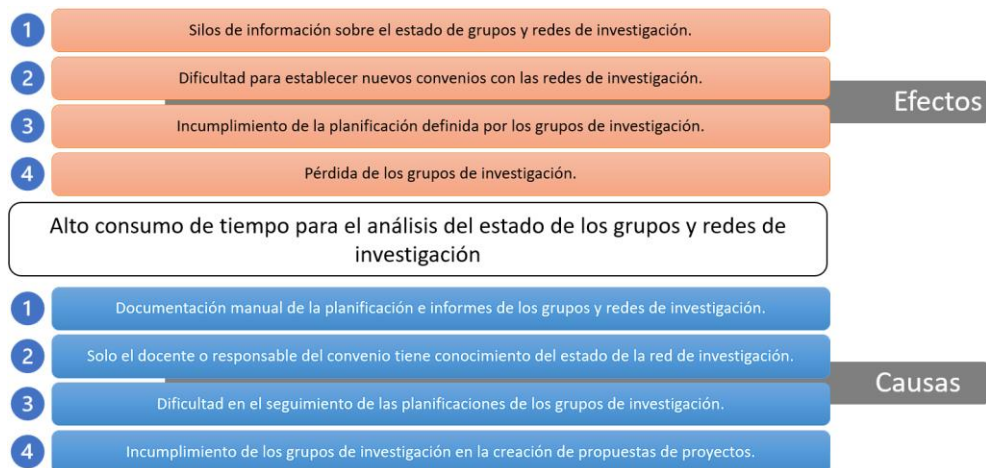 1 Silos de información sobre el estado de grupos y redes de investigación.
2 Dificultad para establecer nuevos convenios con las redes de investigación.
Efectos
3 Incumplimiento de la planificación definida por los grupos de investigación.
4 Pérdida de los grupos de investigación.
Alto consumo de tiempo para el análisis del estado de los grupos y redes de
investigación
1 Documentación manual de la planificación e informes de los grupos y redes de investigación.
2 Solo el docente o responsable del convenio tiene conocimiento del estado de la red de investigación.
Causas
3 Dificultad en el seguimiento de las planificaciones de los grupos de investigación.
4 Incumplimiento de los grupos de investigación en la creación de propuestas de proyectos.